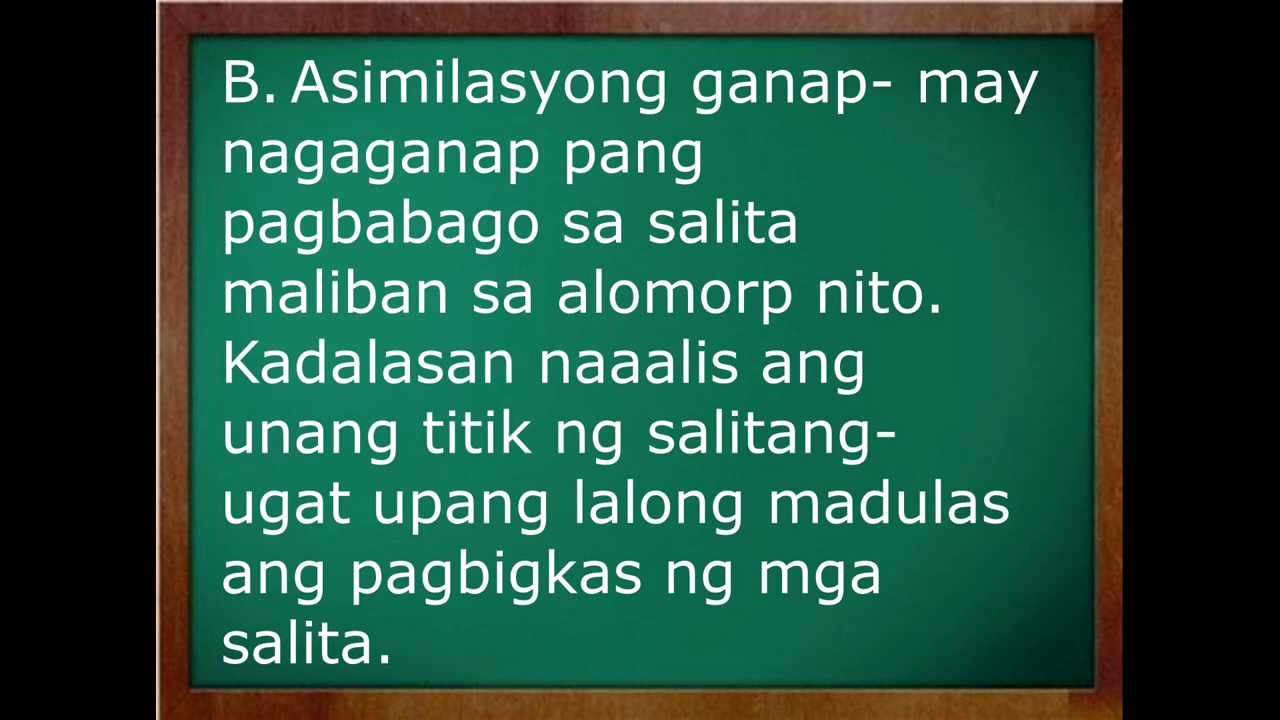 B. Asimilasyong ganap- may
nagaganap pang
pagbabago sa salita
maliban sa alomorp nito.
Kadalasan naaalis ang
unang titik ng salitang-
ugat upang lalong madulas
ang pagbigkas ng mga
salita.